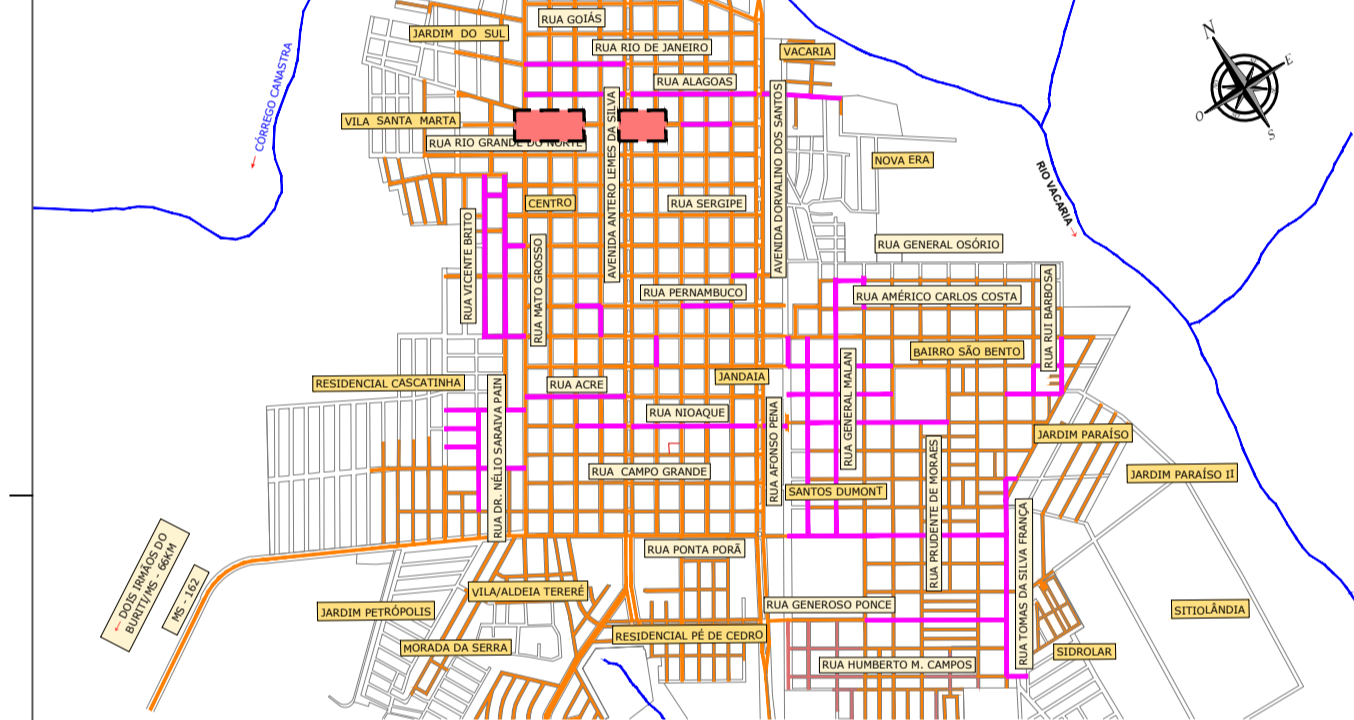 RUA GOIÁS
JARDIM DO SUL
RUA RIO DE JANEIRO
VACARIA
N
E
O
S
RUA ALAGOAS
CÓRREGO CANASTRA
←
VILA SANTA MARTA
RUA RIO GRANDE DO NORTE
AVENIDA ANTERO LEMES DA SILVA
AVENIDA DORVALINO DOS SANTOS
NOVA ERA
RIO VACARIA →
CENTRO
RUA SERGIPE
RUA VICENTE BRITO
RUA MATO GROSSO
RUA GENERAL OSÓRIO
RUA PERNAMBUCO
RUA AMÉRICO CARLOS COSTA
RUA RUI BARBOSA
BAIRRO SÃO BENTO
RESIDENCIAL CASCATINHA
RUA ACRE
JANDAIA
RUA GENERAL MALAN
RUA NIOAQUE
RUA DR. NÉLIO SARAIVA PAIN
RUA AFONSO PENA
JARDIM PARAÍSO
RUA CAMPO GRANDE
JARDIM PARAÍSO II
SANTOS DUMONT
RUA PRUDENTE DE MORAES
RUA TOMAS DA SILVA FRANÇA
← DOIS IRMÃOS DO
BURITI/MS - 66KM
MS - 162
RUA PONTA PORÃ
VILA/ALDEIA TERERÉ
JARDIM PETRÓPOLIS
RUA GENEROSO PONCE
SITIOLÂNDIA
RESIDENCIAL PÉ DE CEDRO
MORADA DA SERRA
SIDROLAR
RUA HUMBERTO M. CAMPOS